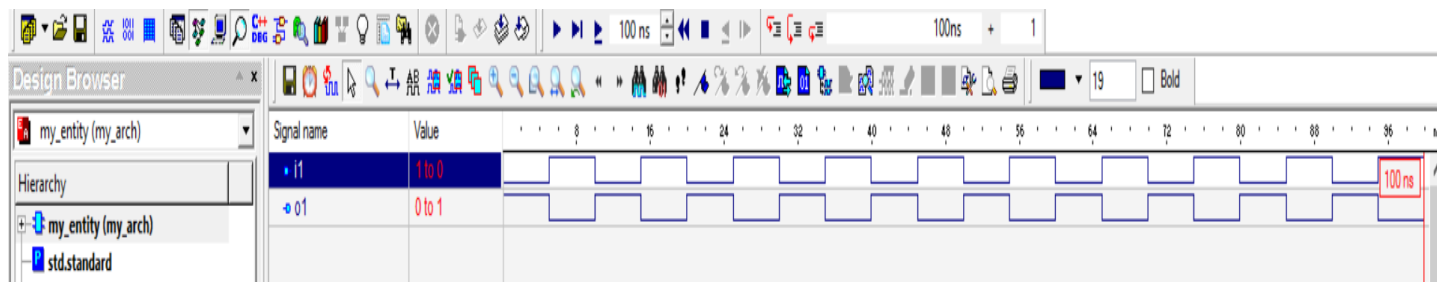 100 ns 100ns + 1
C++ DBG
Design Browser
19 Bold
my_entity (my_arch)
Signal name Value 8 16 24 32 40 48 56 64 72 80 88 96
i1 1 to 0
100 ns
Hierarchy
o1 0 to 1
my_entity (my_arch)
std.standard